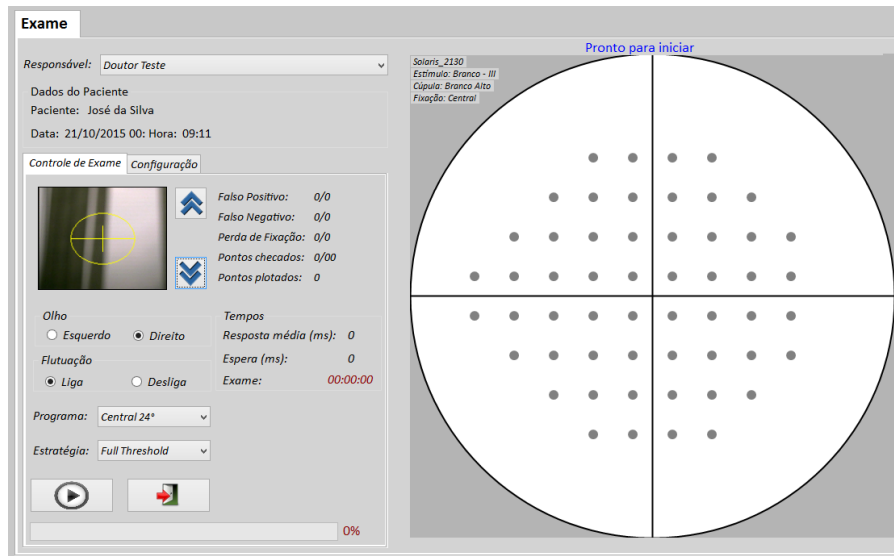 Exame
Pronto para iniciar
Responsável: Doutor Teste
Dados do Paciente
Paciente: José da Silva
Data: 21/10/2015 00: Hora: 09:11
Controle de Exame
Configuração
Falso Positivo: 0/0
Falso Negativo: 0/0
Perda de Fixação: 0/0
Pontos checados: 0/00
Pontos plotados: 0
Olho
Esquerdo
Direito
Flutuação
Liga
Desliga
Tempos
Resposta média (ms): 0
Espera (ms): 0
Exame: 00:00:00
Programa: Central 24°
Estratégia: Full Threshold
0%
Solaris_2130
Estímulo: Branco - III
Cúpula: Branco Alto
Fixação: Central